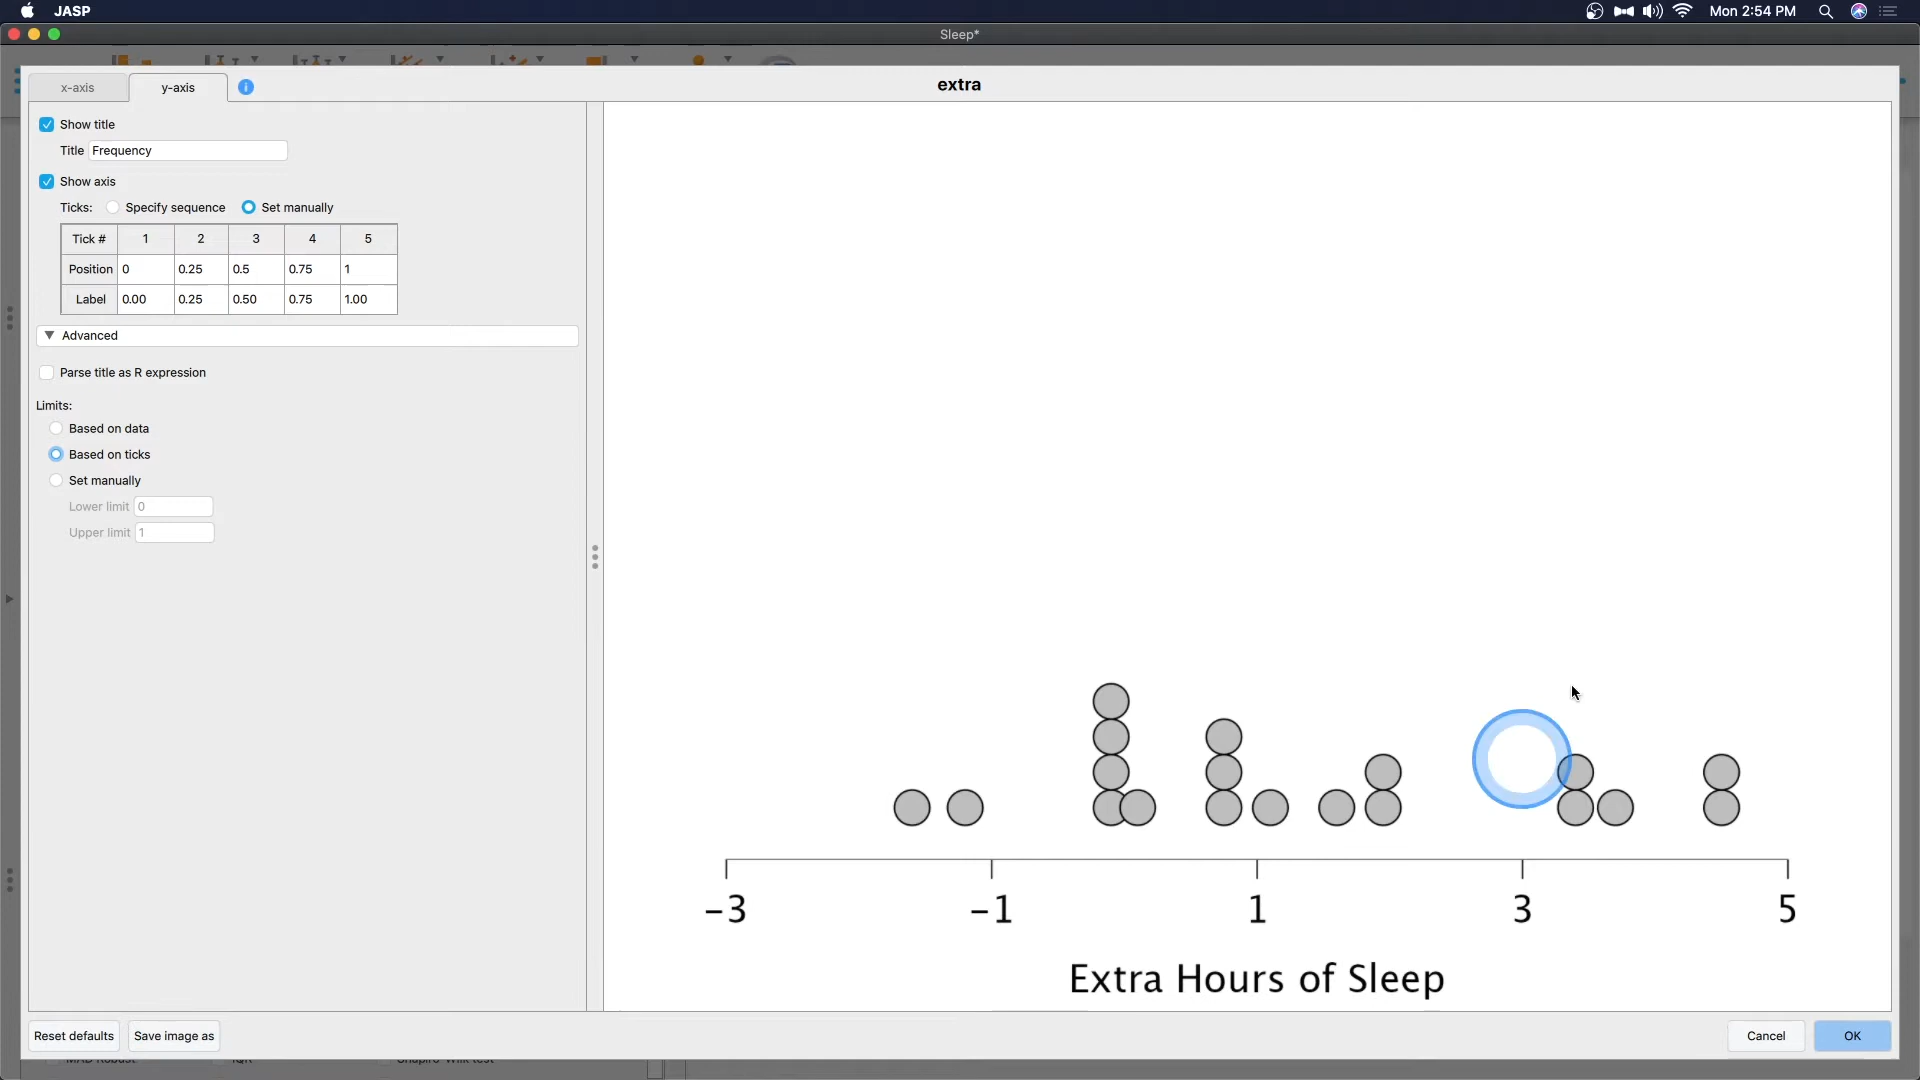 JASP
Mon 2:54 PM
Sleep*
x-axis
y-axis
i
extra
Show title
Title Frequency
Show axis
Ticks: Specify sequence Set manually
Tick # 1 2 3 4 5
Position 0 0.25 0.5 0.75 1
Label 0.00 0.25 0.50 0.75 1.00
Advanced
Parse title as R expression
Limits:
Based on data
Based on ticks
Set manually
Lower limit 0
Upper limit 1
-3 -1 1 3 5
Extra Hours of Sleep
Reset defaults
Save image as
Cancel
OK